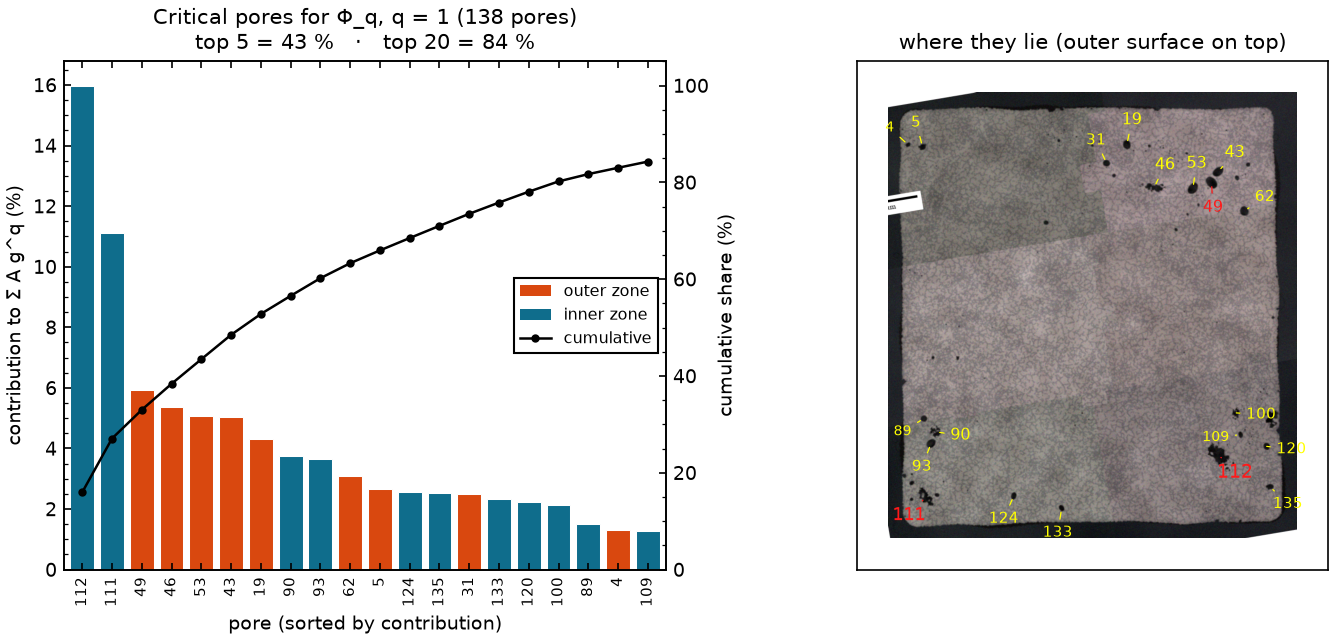 Critical pores for Φ_q, q = 1 (138 pores)
top 5 = 43 %   ·   top 20 = 84 %
contribution to Σ A g^q (%)
16
14
12
10
8
6
4
2
0
100
80
60
40
20
0
cumulative share (%)
outer zone
inner zone
cumulative
112 111 49 46 53 43 19 90 93 62 5 124 135 31 133 120 100 89 4 109
pore (sorted by contribution)
where they lie (outer surface on top)
4 5 19
31 46 53 43
49 62
89 90 93
100
109 120
112
111
124 133
135